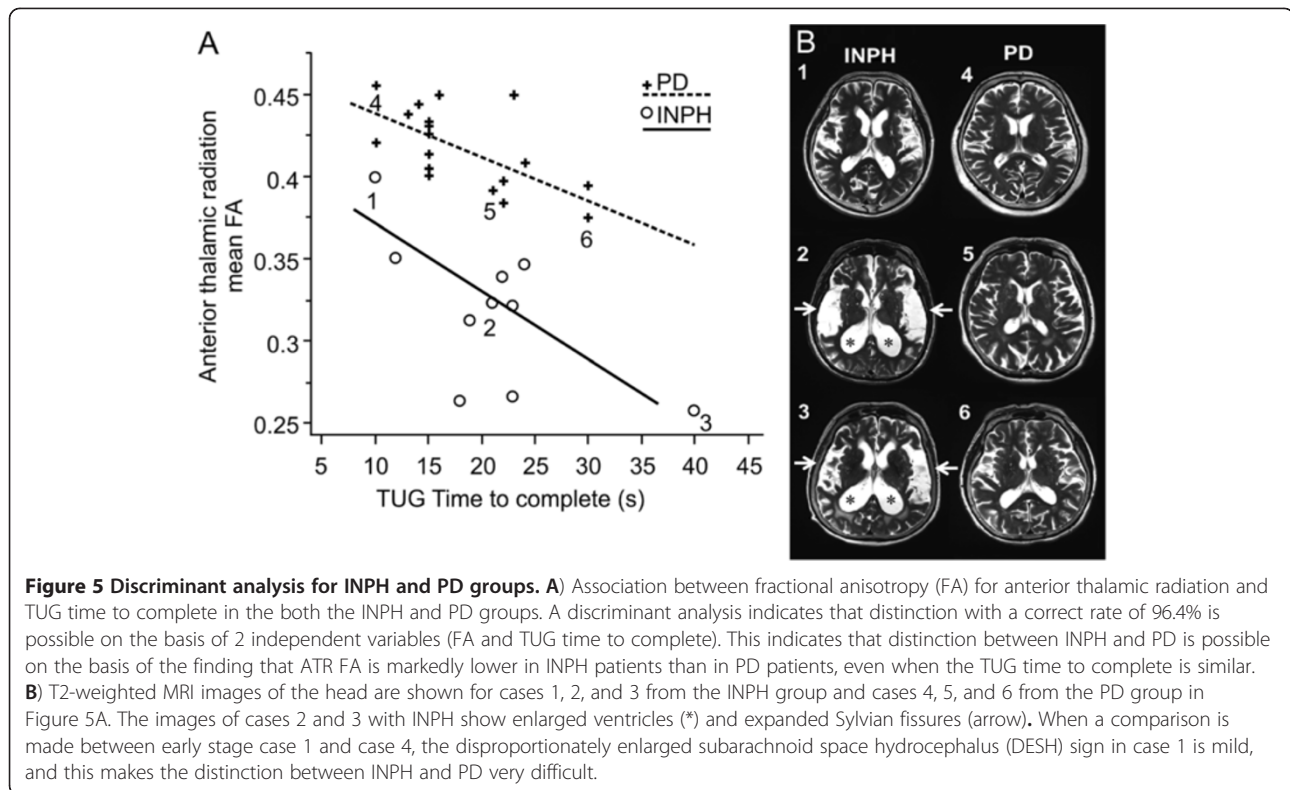 A
Anterior thalamic radiation
mean FA
0.45
0.4
0.35
0.3
0.25
4
1
5
6
2
3
PD
INPH
5 10 15 20 25 30 35 40 45
TUG Time to complete (s)
B
INPH PD
1 4
2 5
* *
3 6
* *
Figure 5 Discriminant analysis for INPH and PD groups. A) Association between fractional anisotropy (FA) for anterior thalamic radiation and
TUG time to complete in the both the INPH and PD groups. A discriminant analysis indicates that distinction with a correct rate of 96.4% is
possible on the basis of 2 independent variables (FA and TUG time to complete). This indicates that distinction between INPH and PD is possible
on the basis of the finding that ATR FA is markedly lower in INPH patients than in PD patients, even when the TUG time to complete is similar.
B) T2-weighted MRI images of the head are shown for cases 1, 2, and 3 from the INPH group and cases 4, 5, and 6 from the PD group in
Figure 5A. The images of cases 2 and 3 with INPH show enlarged ventricles (*) and expanded Sylvian fissures (arrow). When a comparison is
made between early stage case 1 and case 4, the disproportionately enlarged subarachnoid space hydrocephalus (DESH) sign in case 1 is mild,
and this makes the distinction between INPH and PD very difficult.